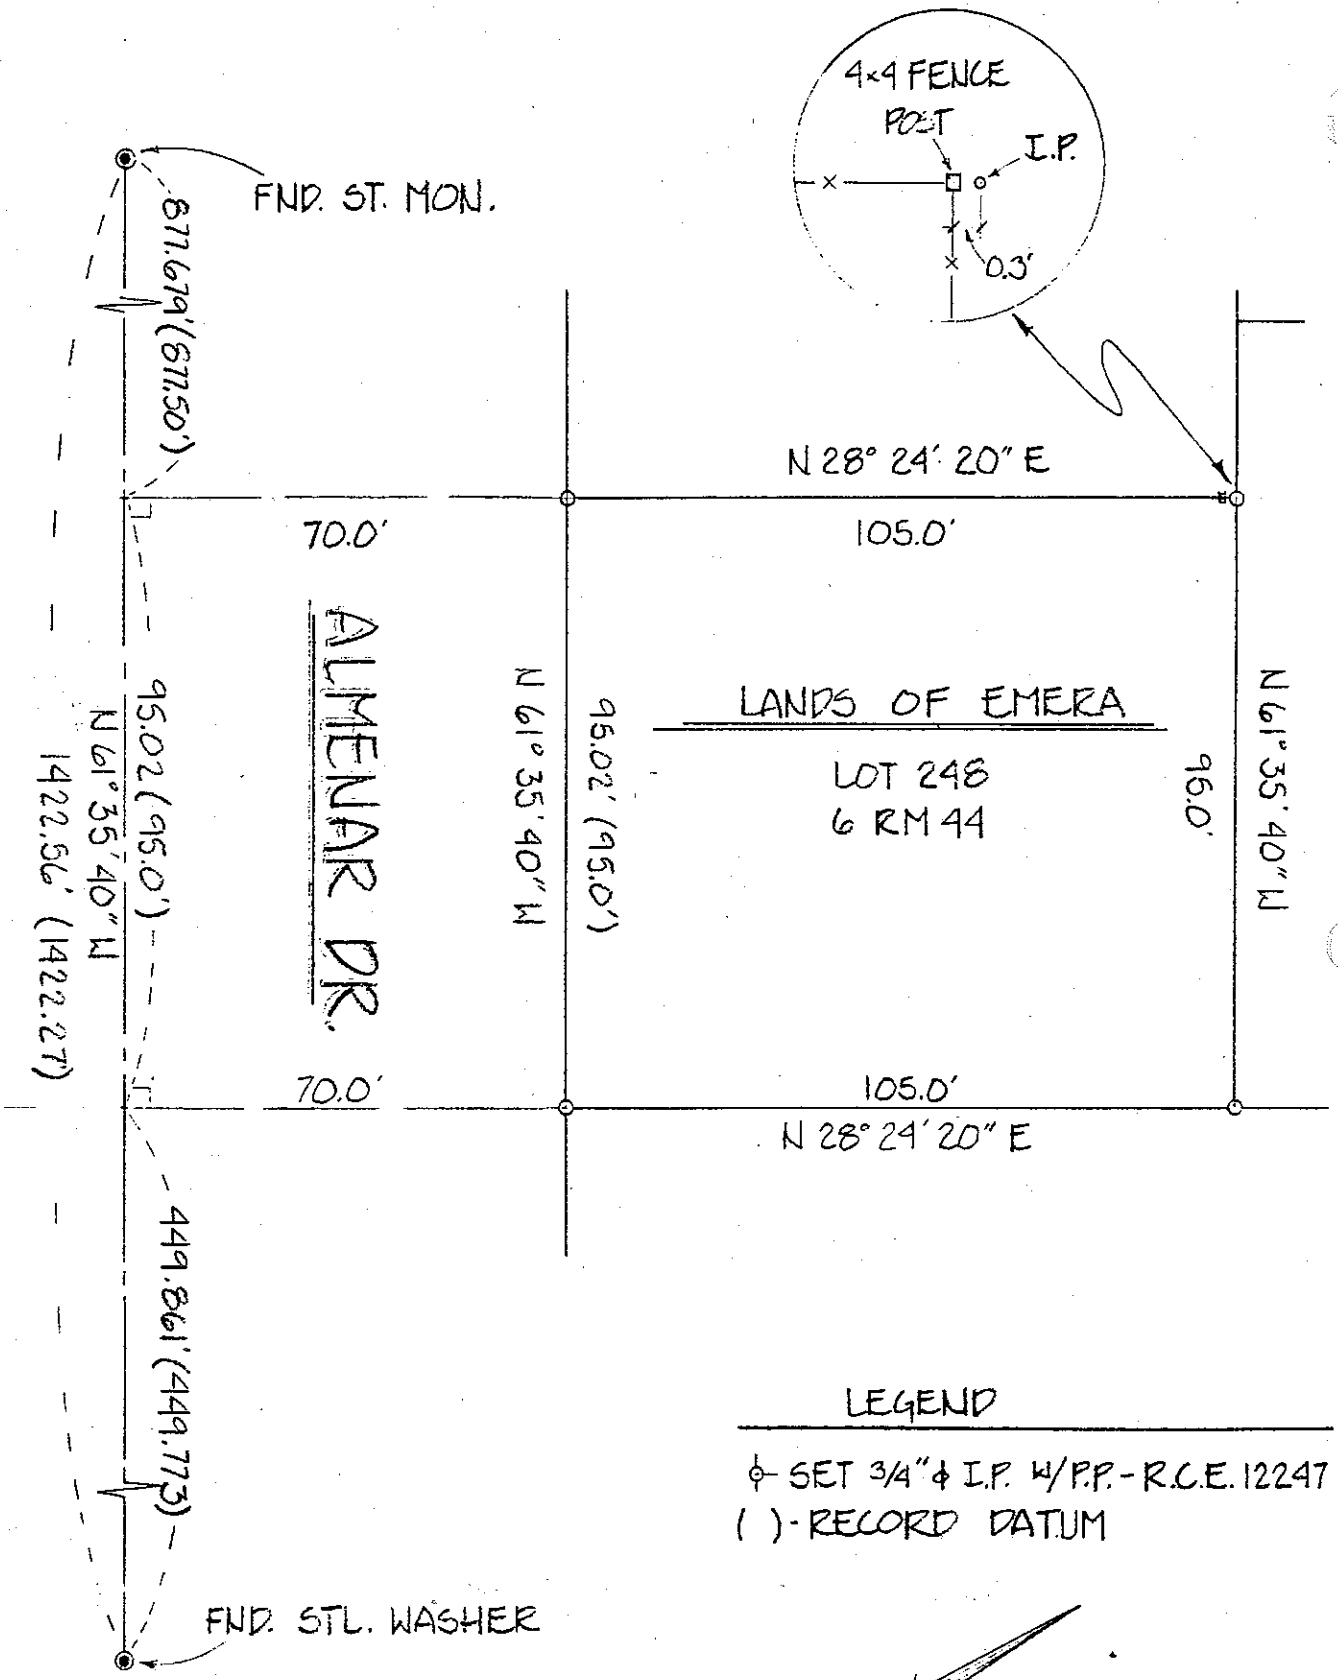 4x4 FENCE
POST
I.P.
0.3'
FND. ST. MON.
877.679' (877.50')
N 28° 24' 20" E
70.0'
105.0'
ALMENAR DR.
1422.56' (1422.27')
N 61° 35' 40" W
95.02 (95.0')
N 61° 35' 40" W
95.02' (95.0')
LANDS OF EMERA
LOT 248
6 RM 44
95.0'
N 61° 35' 40" W
70.0'
105.0'
N 28° 24' 20" E
449.861' (449.773)
LEGEND
SET 3/4" ϕ I.P. W/P.P. - R.C.E. 12247
( ) - RECORD DATUM
FND. STL. WASHER